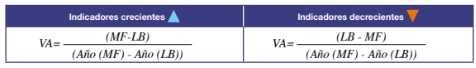 Indicadores crecientes
Indicadores decrecientes
VA= (MF-LB)
(Año (MF) - Año (LB))
VA= (LB - MF)
(Año (MF) - Año (LB))